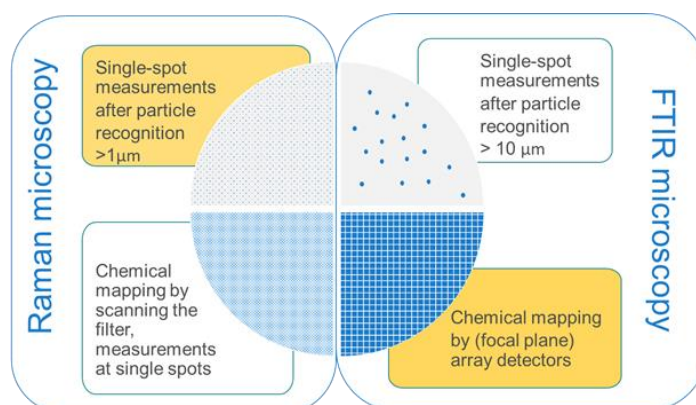 Raman microscopy
Single-spot
measurements
after particle
recognition
>1µm
Chemical
mapping by
scanning the
filter,
measurements
at single spots
Single-spot
measurements
after particle
recognition
> 10 µm
Chemical mapping
by (focal plane)
array detectors
FTIR microscopy